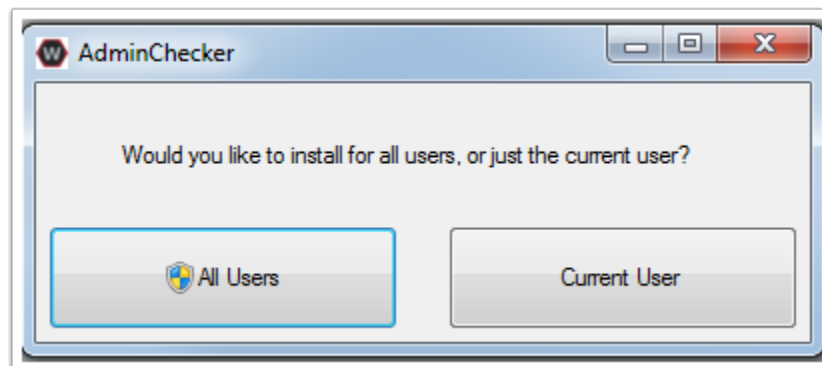 W AdminChecker
Would you like to install for all users, or just the current user?
All Users
Current User